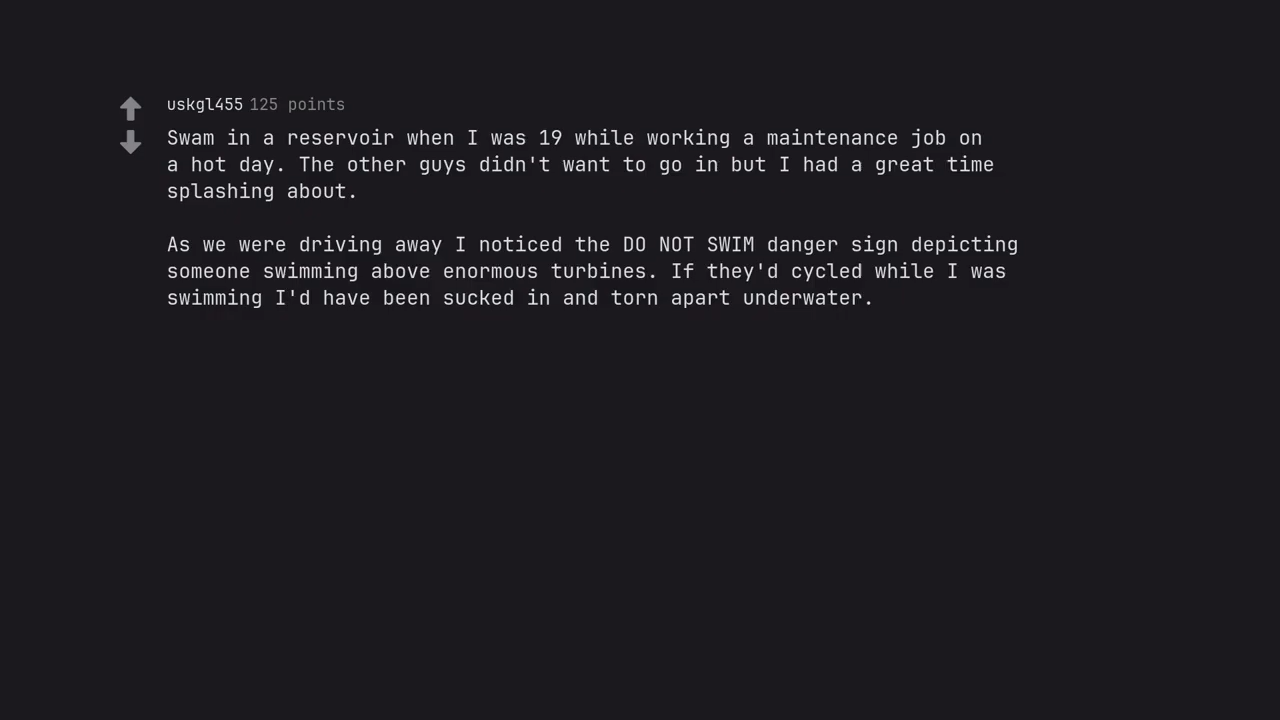 uskgl455 125 points
Swam in a reservoir when I was 19 while working a maintenance job on
a hot day. The other guys didn't want to go in but I had a great time
splashing about.
As we were driving away I noticed the DO NOT SWIM danger sign depicting
someone swimming above enormous turbines. If they'd cycled while I was
swimming I'd have been sucked in and torn apart underwater.